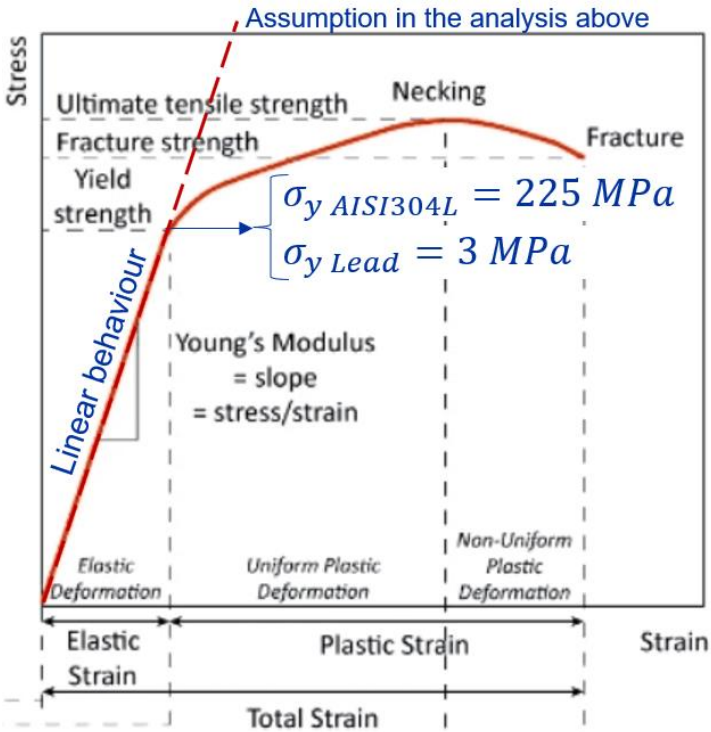 Assumption in the analysis above
Stress
Ultimate tensile strength
Necking
Fracture strength
Fracture
Yield
strength
σ_y AISI304L = 225 MPa
σ_y Lead = 3 MPa
Linear behaviour
Young's Modulus
= slope
= stress/strain
Elastic
Deformation
Uniform Plastic
Deformation
Non-Uniform
Plastic
Deformation
Elastic
Strain
Plastic Strain
Strain
Total Strain